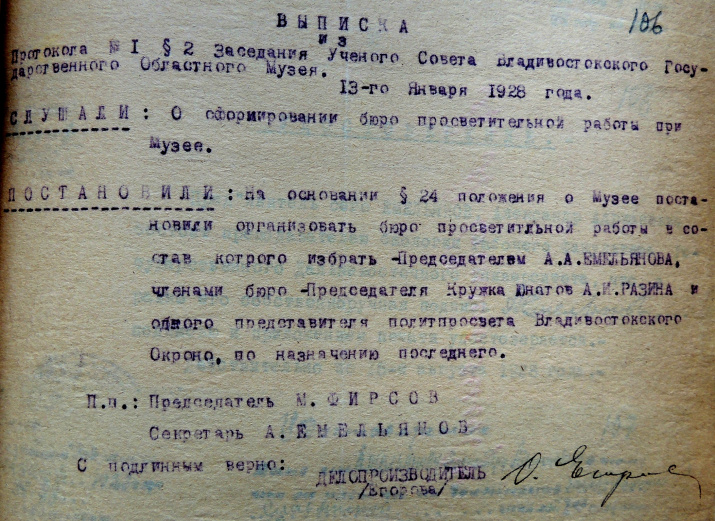 106
ВЫПИСКА
из
Протокола № I § 2 Заседания Ученого Совета Владивостокского Госу-
дарственного Областного Музея.
13-го Января 1928 года.
СЛУШАЛИ: О сформировании бюро просветительной работы при
Музее.
ПОСТАНОВИЛИ: На основании § 24 положения о Музее поста-
новили организовать бюро просветительной работы в со-
став котрого избрать -Председателем А.А.ЕМЕЛЬЯНОВА,
членами бюро -Председателя Кружка Юнатов А.И.РАЗИНА и
одного представителя политпросвета Владивостокского
Окроно, по назначению последнего.
П.п.: Председатель М. ФИРСОВ
Секретарь А. ЕМЕЛЬЯНОВ
С подлинным верно:
ДЕЛОПРОИЗВОДИТЕЛЬ О. Егорова
/Егорова/